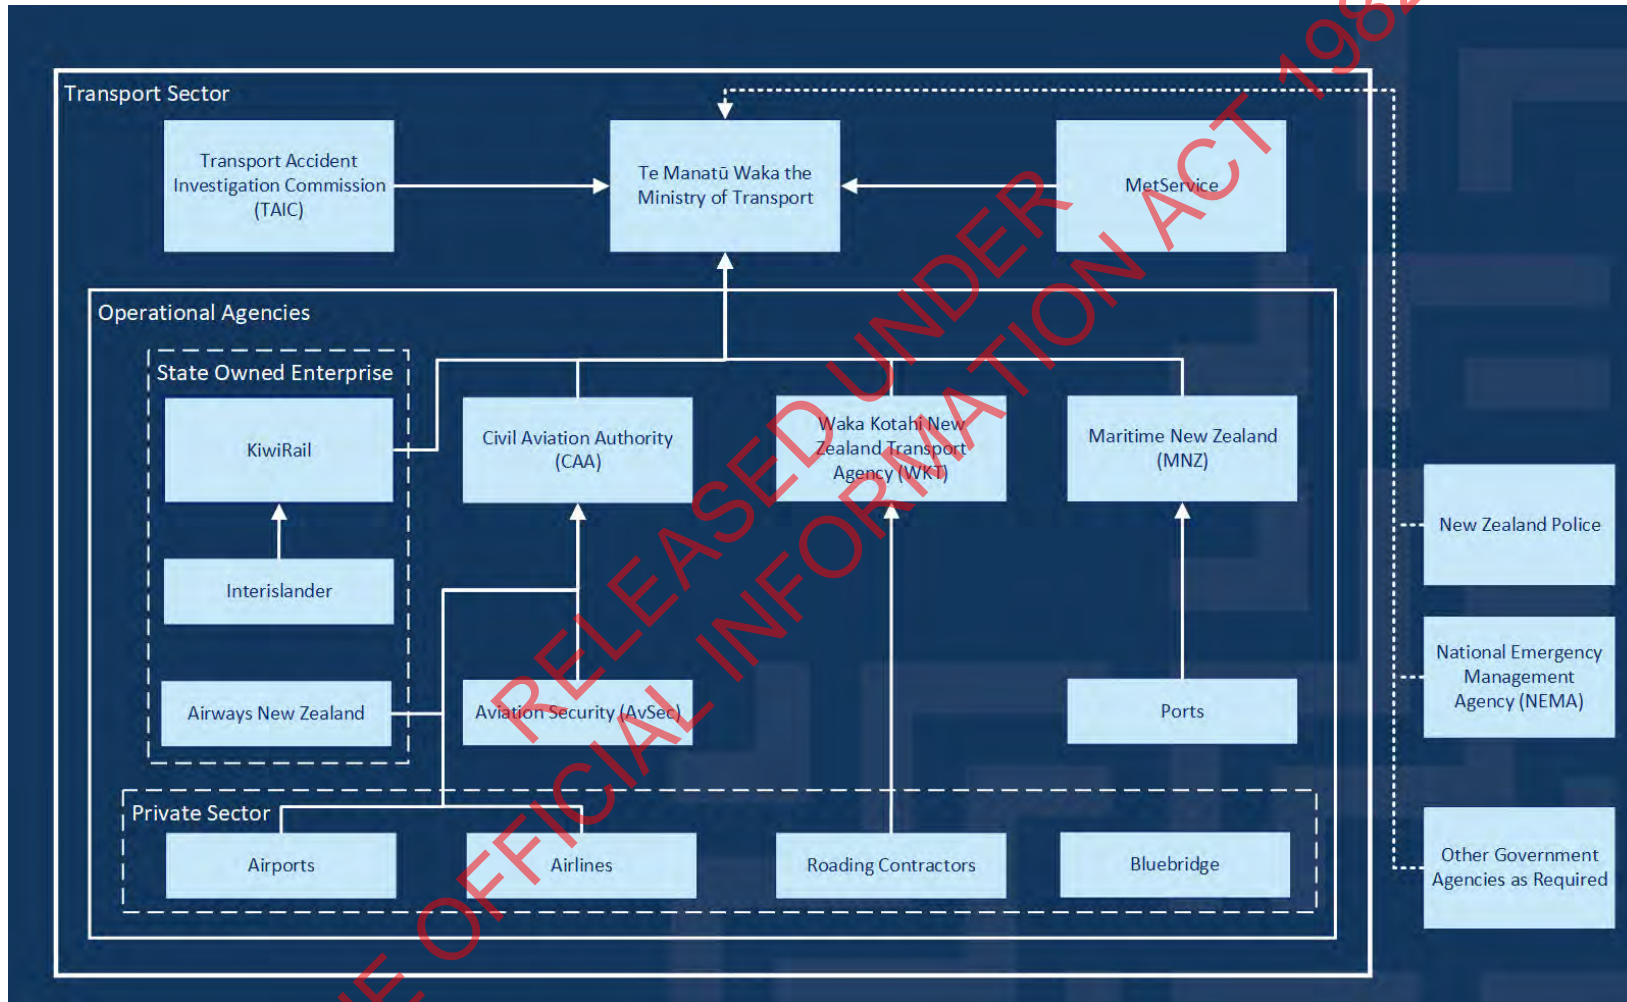 Transport Sector
Transport Accident
Investigation Commission
(TAIC)
Te Manatū Waka the
Ministry of Transport
MetService
Operational Agencies
State Owned Enterprise
KiwiRail
Civil Aviation Authority
(CAA)
Waka Kotahi New
Zealand Transport
Agency (WKT)
Maritime New Zealand
(MNZ)
Interislander
Airways New Zealand
Aviation Security (AvSec)
Ports
Private Sector
Airports
Airlines
Roading Contractors
Bluebridge
New Zealand Police
National Emergency
Management
Agency (NEMA)
Other Government
Agencies as Required
RELEASED UNDER
THE OFFICIAL INFORMATION ACT 1982